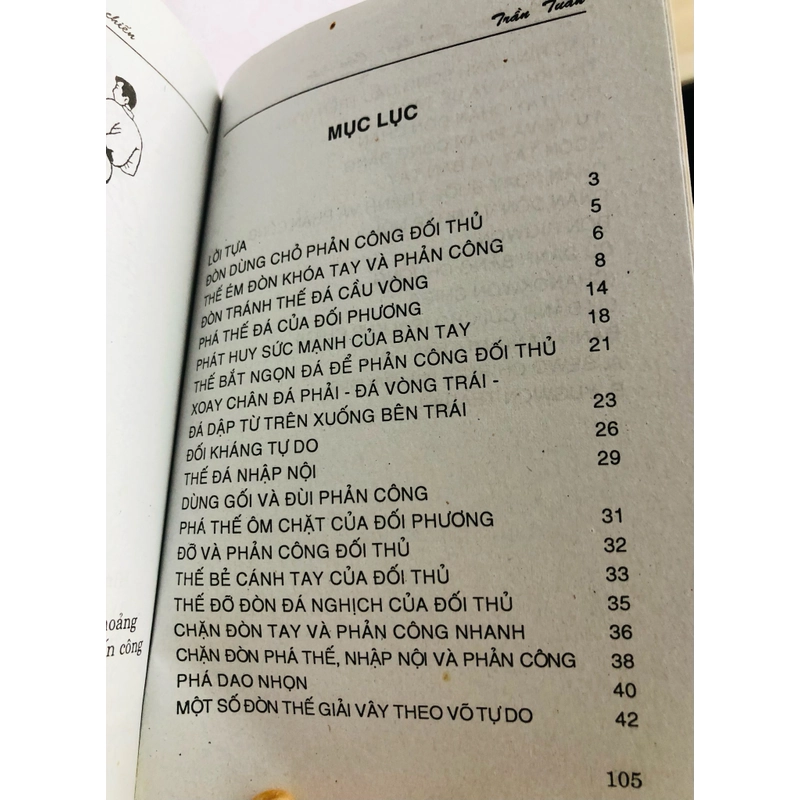 chiến
Trần Tuấn
MỤC LỤC
LỜI TỰA 3
ĐÒN DÙNG CHỎ PHẢN CÔNG ĐỐI THỦ 5
THẾ ÉM ĐÒN KHÓA TAY VÀ PHẢN CÔNG 6
ĐÒN TRÁNH THẾ ĐÁ CẦU VÒNG 8
PHÁ THẾ ĐÁ CỦA ĐỐI PHƯƠNG 14
PHÁT HUY SỨC MẠNH CỦA BÀN TAY 18
THẾ BẮT NGỌN ĐÁ ĐỂ PHẢN CÔNG ĐỐI THỦ 21
XOAY CHÂN ĐÁ PHẢI - ĐÁ VÒNG TRÁI -
ĐÁ DẬP TỪ TRÊN XUỐNG BÊN TRÁI 23
ĐỐI KHÁNG TỰ DO 26
THẾ ĐÁ NHẬP NỘI 29
DÙNG GỐI VÀ ĐÙI PHẢN CÔNG
PHÁ THẾ ÔM CHẶT CỦA ĐỐI PHƯƠNG 31
ĐỠ VÀ PHẢN CÔNG ĐỐI THỦ 32
THẾ BẺ CÁNH TAY CỦA ĐỐI THỦ 33
THẾ ĐỠ ĐÒN ĐÁ NGHỊCH CỦA ĐỐI THỦ 35
CHẶN ĐÒN TAY VÀ PHẢN CÔNG NHANH 36
CHẶN ĐÒN PHÁ THẾ, NHẬP NỘI VÀ PHẢN CÔNG 38
PHÁ DAO NHỌN 40
MỘT SỐ ĐÒN THẾ GIẢI VÂY THEO VÕ TỰ DO 42
công
105